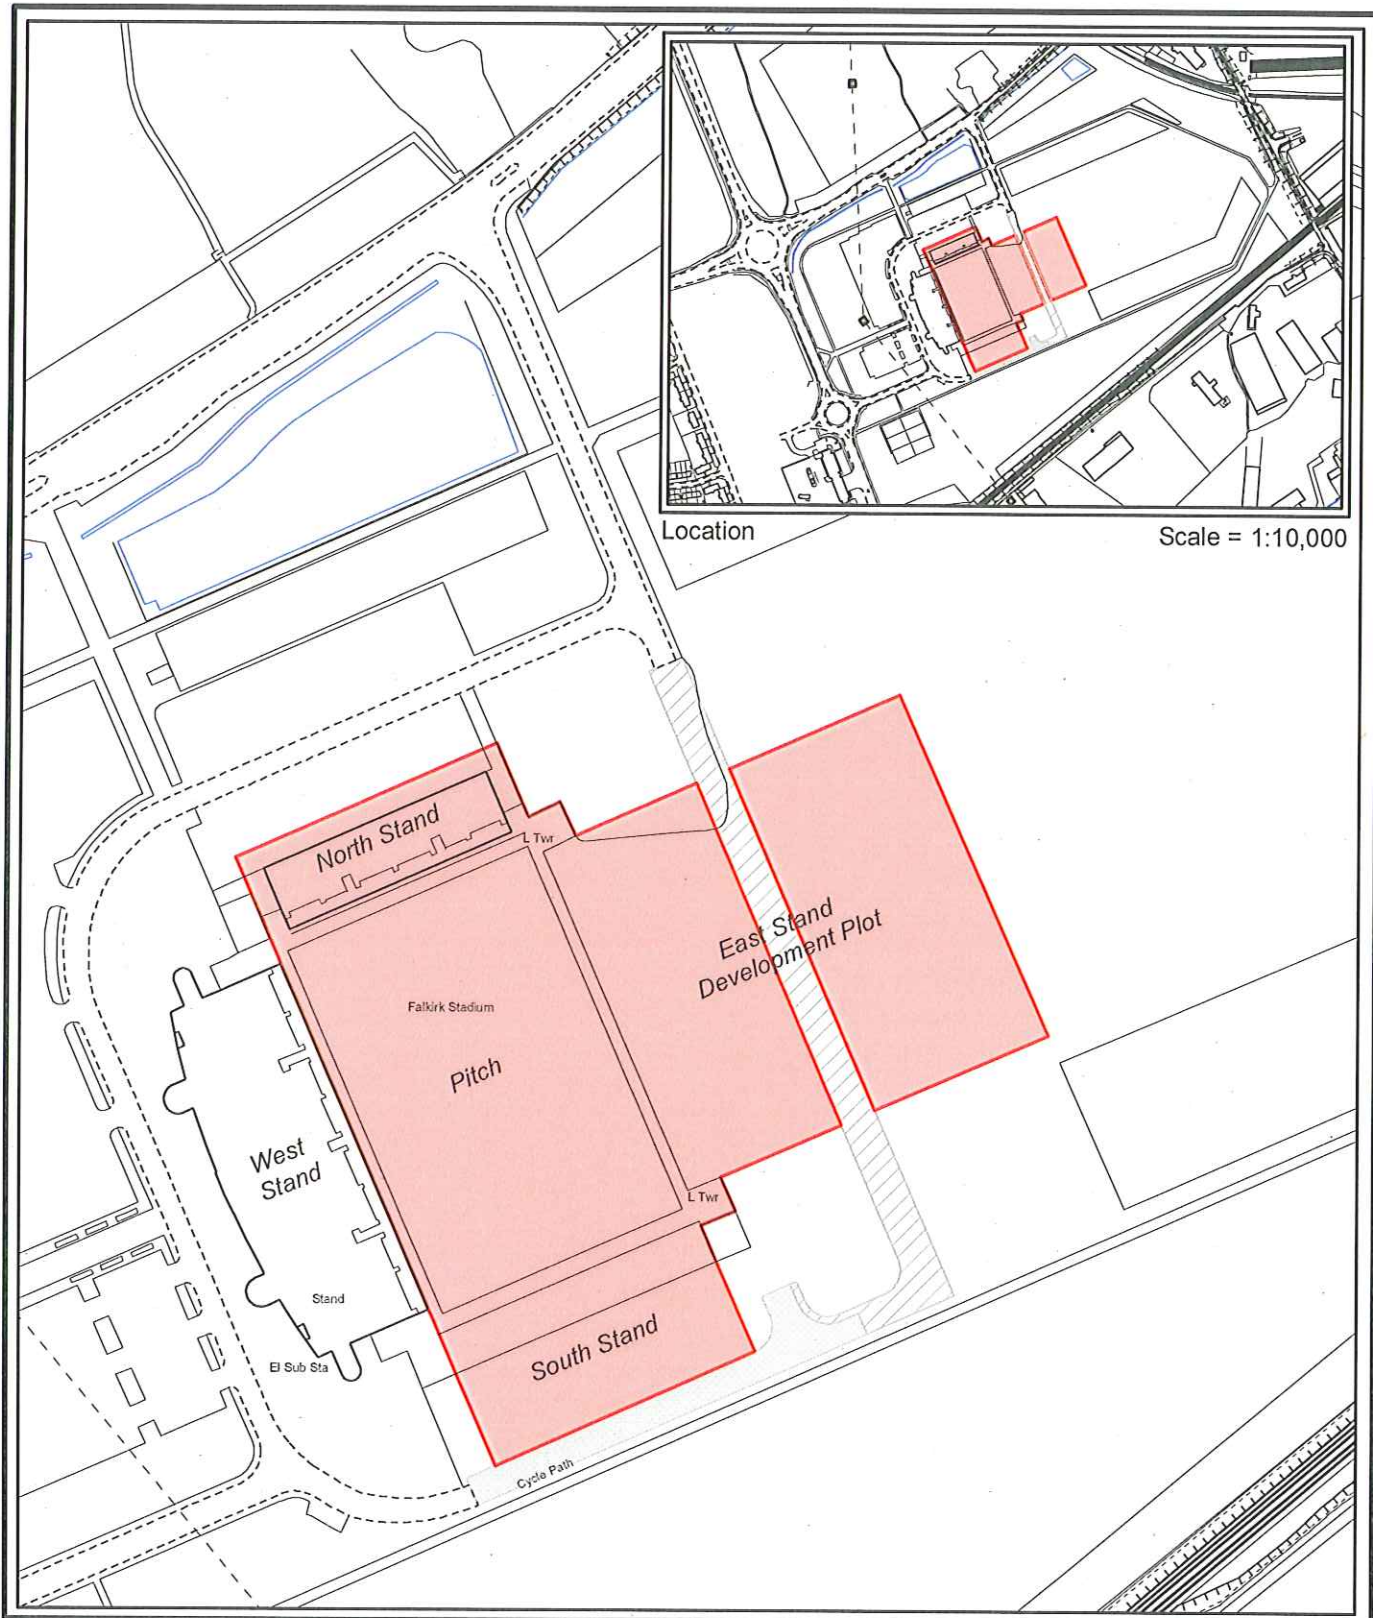 Location
Scale = 1:10,000
North Stand
L Twr
East Stand
Development Plot
Falkirk Stadium
Pitch
West
Stand
L Twr
Stand
South Stand
El Sub Sta
Cycle Path